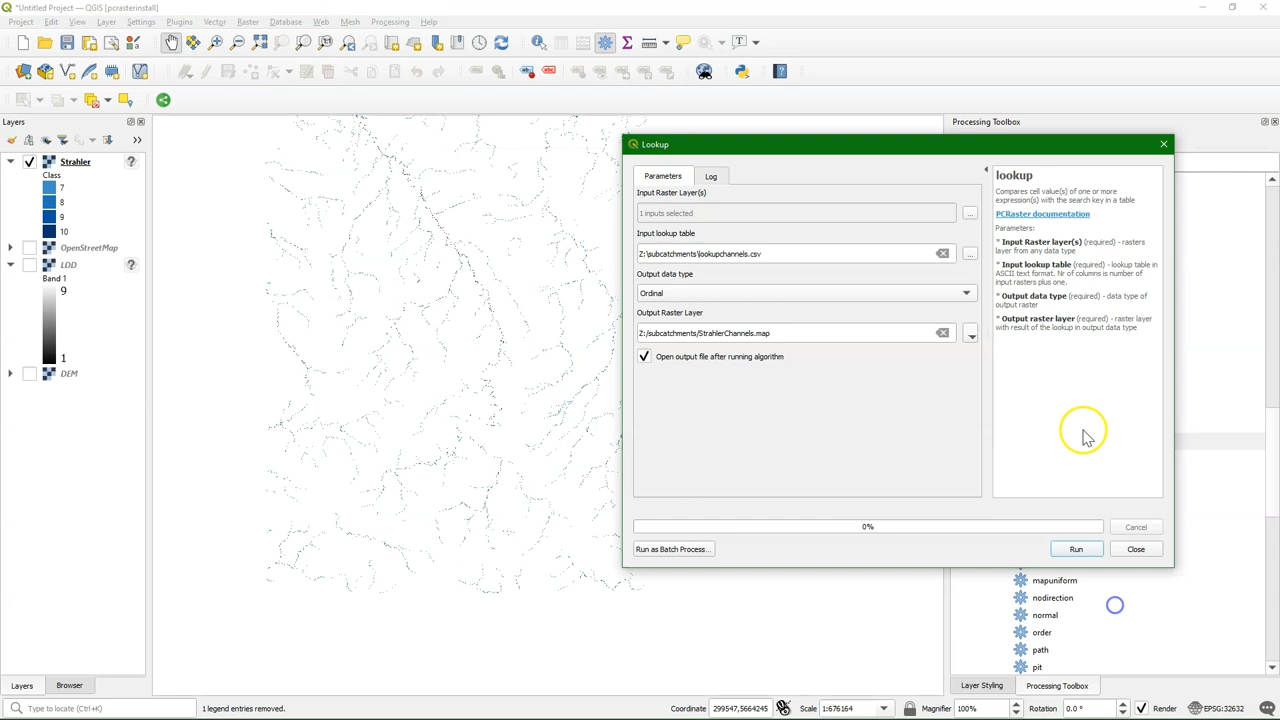 *Untitled Project — QGIS [pcrasterinstall]
Project Edit View Layer Settings Plugins Vector Raster Database Web Mesh Processing Help
Layers
Processing Toolbox
Strahler
Class
7
8
9
10
OpenStreetMap
LDD
Band 1
9
1
DEM
Lookup
Parameters
Log
Input Raster Layer(s)
1 inputs selected
...
Input lookup table
Z:\subcatchments\lookupchannels.csv
...
Output data type
Ordinal
Output Raster Layer
Z:/subcatchments/StrahlerChannels.map
Open output file after running algorithm
lookup
Compares cell value(s) of one or more
expression(s) with the search key in a table
PCRaster documentation
Parameters:
* Input Raster layer(s) (required) - rasters
layer from any data type
* Input lookup table (required) - lookup table in
ASCII text format. Nr of columns is number of
input rasters plus one.
* Output data type (required) - data type of
output raster
* Output raster layer (required) - raster layer
with result of the lookup in output data type
0%
Cancel
Run as Batch Process...
Run
Close
mapuniform
nodirection
normal
order
path
pit
Layers
Browser
Layer Styling
Processing Toolbox
Type to locate (Ctrl+K)
1 legend entries removed.
Coordinate 299547,5664245
Scale 1:676164
Magnifier 100%
Rotation 0.0 °
Render
EPSG:32632